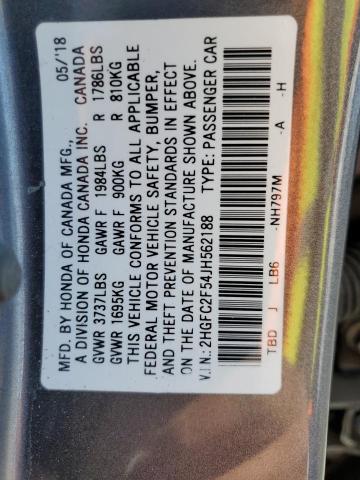 MFD. BY HONDA OF CANADA MFG., 05/'18
A DIVISION OF HONDA CANADA INC. CANADA
GVWR 3737LBS GAWR F 1984LBS R 1786LBS
GVWR 1695KG GAWR F 900KG R 810KG
THIS VEHICLE CONFORMS TO ALL APPLICABLE
FEDERAL MOTOR VEHICLE SAFETY, BUMPER,
AND THEFT PREVENTION STANDARDS IN EFFECT
ON THE DATE OF MANUFACTURE SHOWN ABOVE.
V.I.N.: 2HGFC2F54JH562188 TYPE: PASSENGER CAR
TBD J LB6 -NH797M -A -H